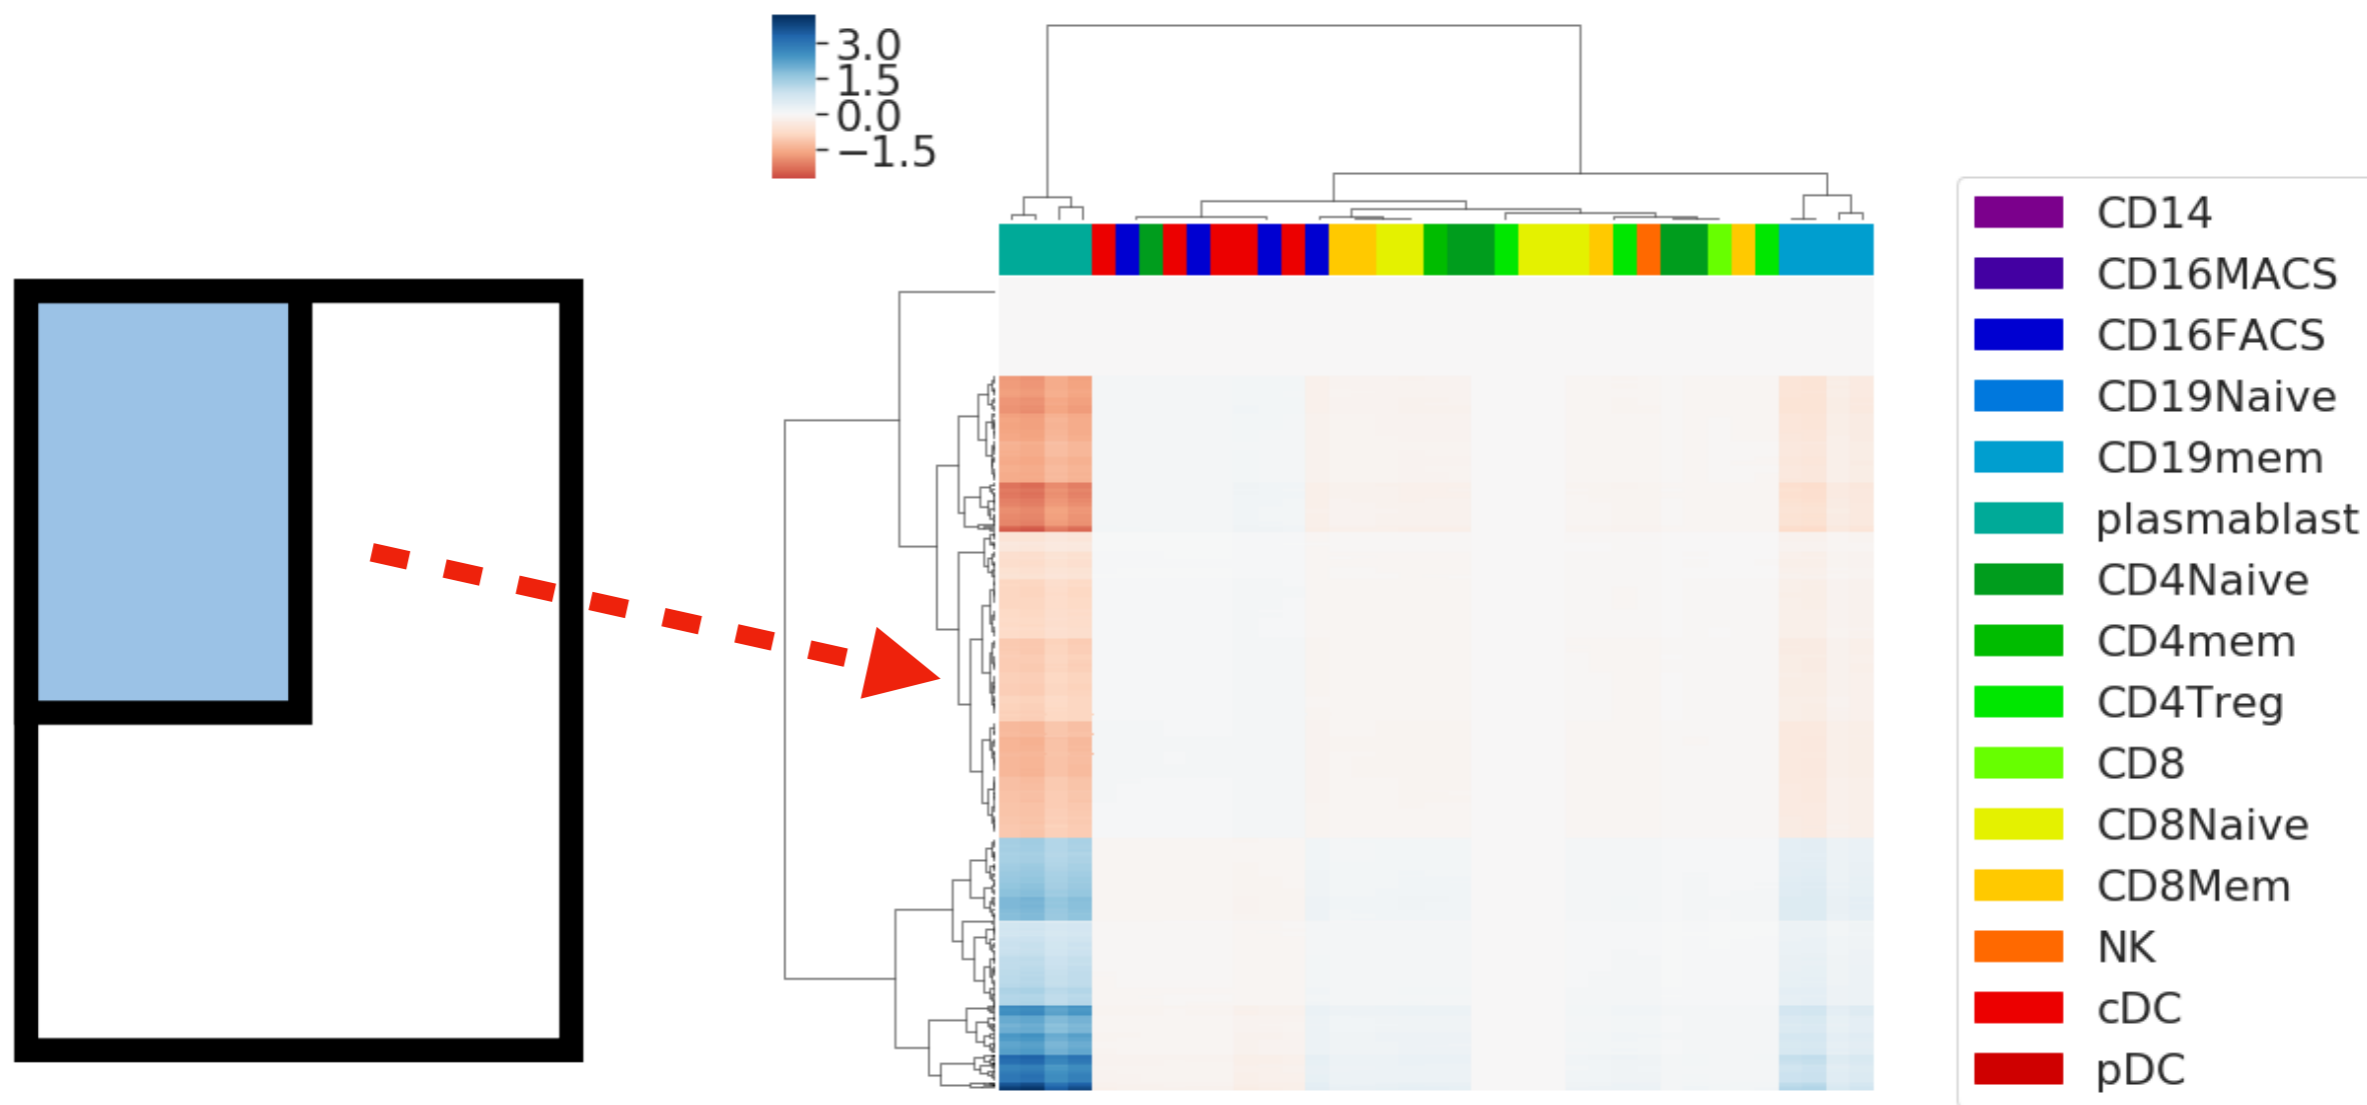 3.0
1.5
0.0
−1.5
CD14
CD16MACS
CD16FACS
CD19Naive
CD19mem
plasmablast
CD4Naive
CD4mem
CD4Treg
CD8
CD8Naive
CD8Mem
NK
cDC
pDC